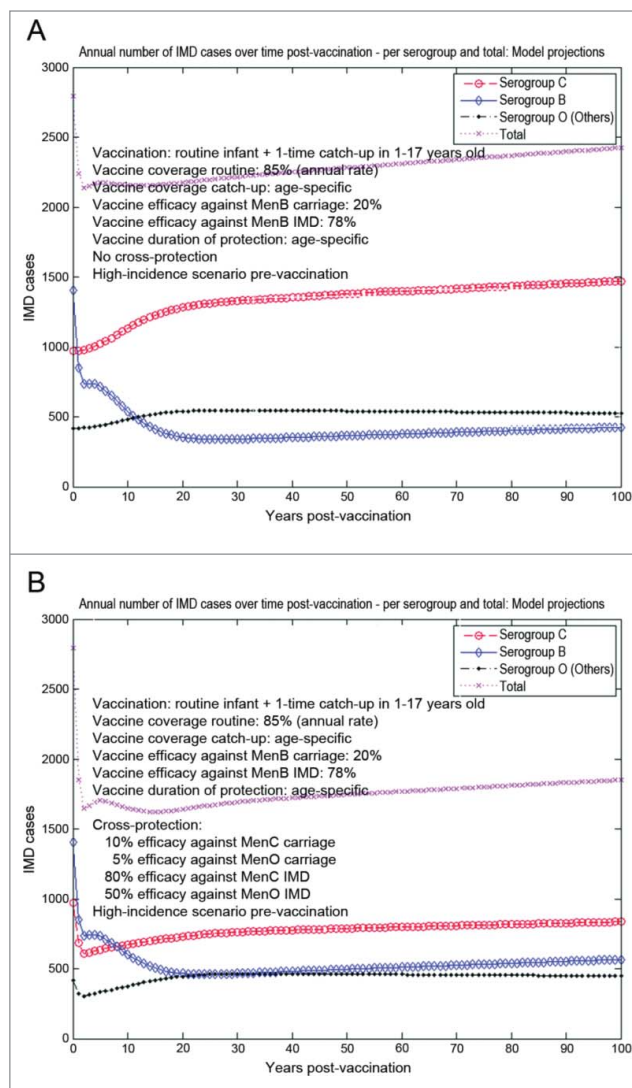 A
Annual number of IMD cases over time post-vaccination - per serogroup and total: Model projections
3000
2500
2000
1500
1000
500
0
IMD cases
Serogroup C
Serogroup B
Serogroup O (Others)
Total
Vaccination: routine infant + 1-time catch-up in 1-17 years old
Vaccine coverage routine: 85% (annual rate)
Vaccine coverage catch-up: age-specific
Vaccine efficacy against MenB carriage: 20%
Vaccine efficacy against MenB IMD: 78%
Vaccine duration of protection: age-specific
No cross-protection
High-incidence scenario pre-vaccination
0 10 20 30 40 50 60 70 80 90 100
Years post-vaccination
B
Annual number of IMD cases over time post-vaccination - per serogroup and total: Model projections
3000
2500
2000
1500
1000
500
0
IMD cases
Serogroup C
Serogroup B
Serogroup O (Others)
Total
Vaccination: routine infant + 1-time catch-up in 1-17 years old
Vaccine coverage routine: 85% (annual rate)
Vaccine coverage catch-up: age-specific
Vaccine efficacy against MenB carriage: 20%
Vaccine efficacy against MenB IMD: 78%
Vaccine duration of protection: age-specific
Cross-protection:
10% efficacy against MenC carriage
5% efficacy against MenO carriage
80% efficacy against MenC IMD
50% efficacy against MenO IMD
High-incidence scenario pre-vaccination
0 10 20 30 40 50 60 70 80 90 100
Years post-vaccination